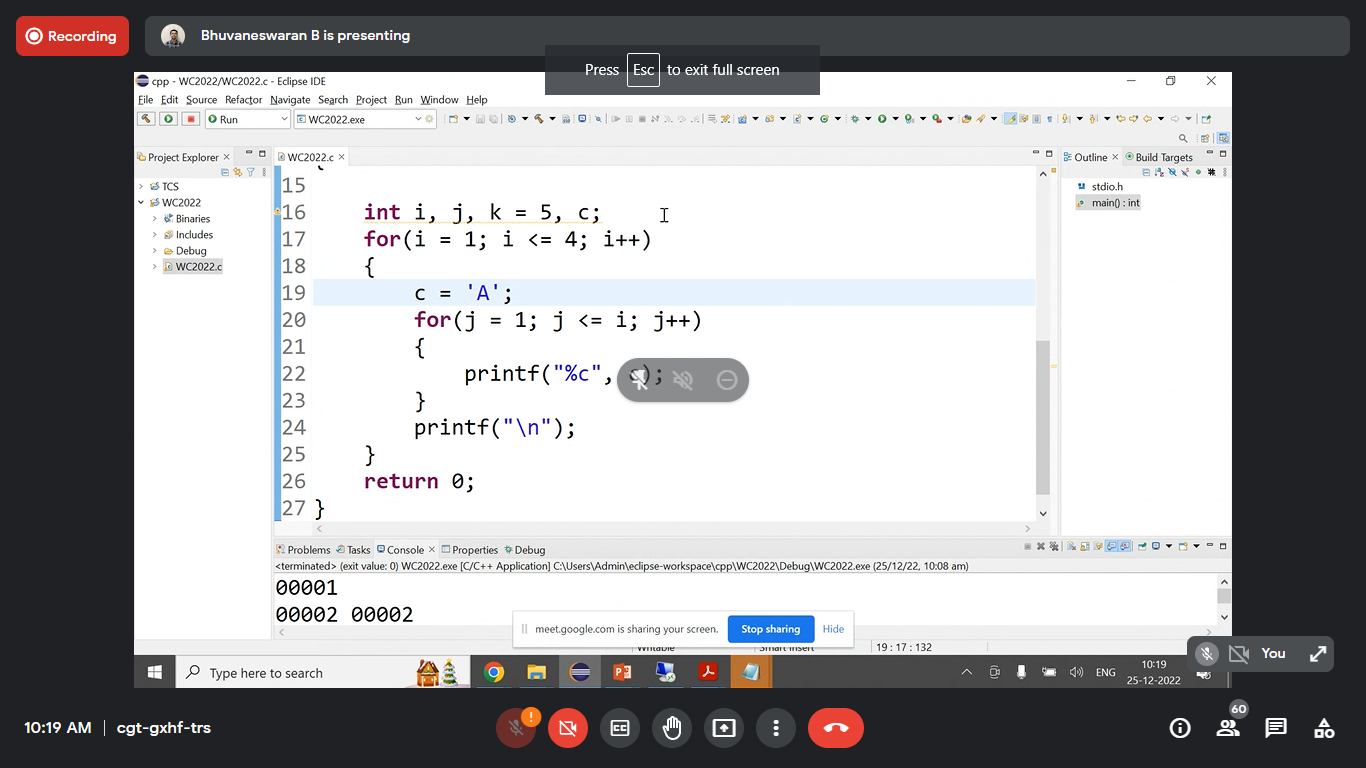 Recording
Bhuvaneswaran B is presenting
Press Esc to exit full screen
cpp - WC2022/WC2022.c - Eclipse IDE
File Edit Source Refactor Navigate Search Project Run Window Help
Run
WC2022.exe
Project Explorer
WC2022.c
Outline
Build Targets
TCS
WC2022
Binaries
Includes
Debug
WC2022.c
{
15
16 int i, j, k = 5, c;
17 for(i = 1; i <= 4; i++)
18 {
19 c = 'A';
20 for(j = 1; j <= i; j++)
21 {
22 printf("%c", c);
23 }
24 printf("\n");
25 }
26 return 0;
27 }
stdio.h
main() : int
Problems Tasks Console Properties Debug
<terminated> (exit value: 0) WC2022.exe [C/C++ Application] C:\Users\Admin\eclipse-workspace\cpp\WC2022\Debug\WC2022.exe (25/12/22, 10:08 am)
00001
00002 00002
meet.google.com is sharing your screen.
Stop sharing
Hide
Writable
Smart Insert
19 : 17 : 132
You
Type here to search
ENG
10:19
25-12-2022
10:19 AM | cgt-gxhf-trs
60